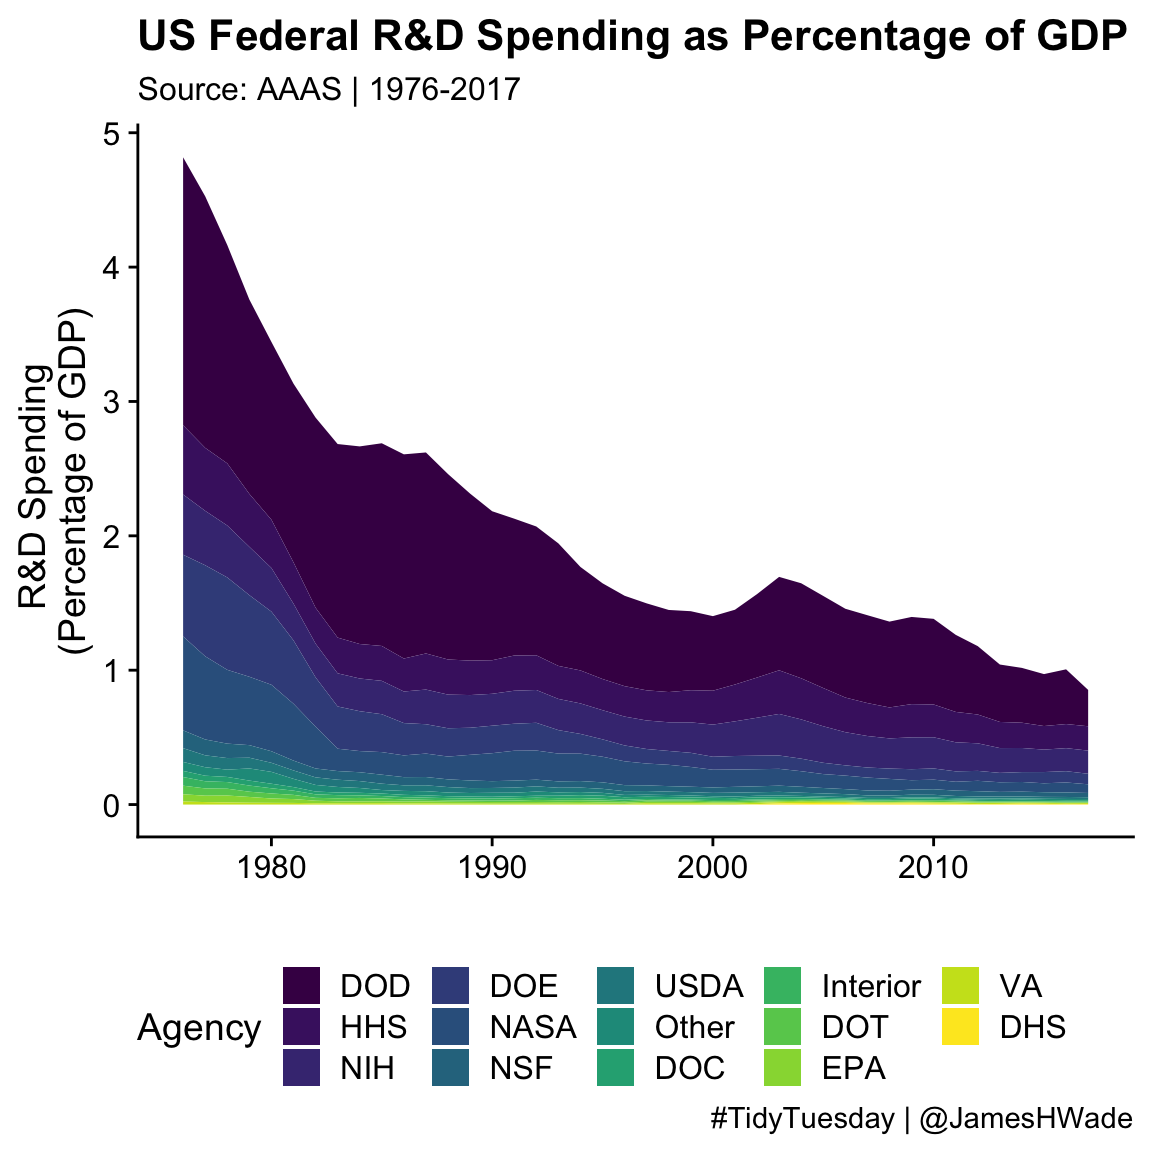 US Federal R&D Spending as Percentage of GDP
Source: AAAS | 1976-2017
R&D Spending
(Percentage of GDP)
5
4
3
2
1
0
1980 1990 2000 2010
Agency
DOD DOE USDA Interior VA
HHS NASA Other DOT DHS
NIH NSF DOC EPA
#TidyTuesday | @JamesHWade